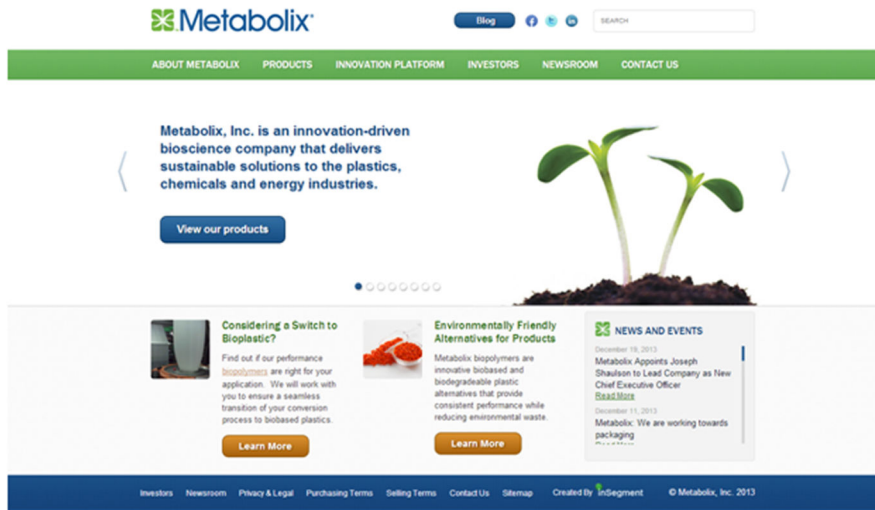 Metabolix
Blog
SEARCH
ABOUT METABOLIX PRODUCTS INNOVATION PLATFORM INVESTORS NEWSROOM CONTACT US
Metabolix, Inc. is an innovation-driven
bioscience company that delivers
sustainable solutions to the plastics,
chemicals and energy industries.
View our products
Considering a Switch to
Bioplastic?
Find out if our performance
biopolymers are right for your
application. We will work with
you to ensure a seamless
transition of your conversion
process to biobased plastics.
Learn More
Environmentally Friendly
Alternatives for Products
Metabolix biopolymers are
innovative biobased and
biodegradeable plastic
alternatives that provide
consistent performance while
reducing environmental waste.
Learn More
NEWS AND EVENTS
December 19, 2013
Metabolix Appoints Joseph
Shaulson to Lead Company as New
Chief Executive Officer
Read More
December 11, 2013
Metabolix: We are working towards
packaging
Read More
Investors Newsroom Privacy & Legal Purchasing Terms Selling Terms Contact Us Sitemap Created By inSegment © Metabolix, Inc. 2013